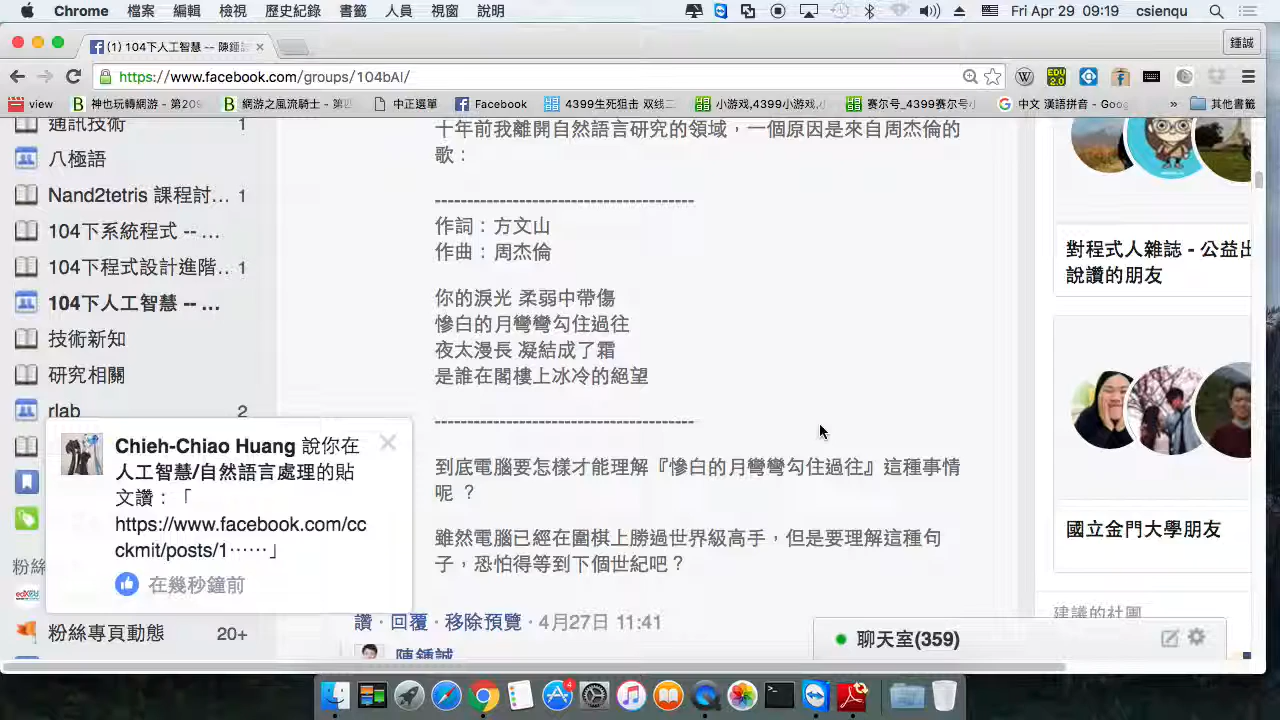 Chrome 檔案 編輯 檢視 歷史紀錄 書籤 人員 視窗 說明 Fri Apr 29 09:19 csienqu
(1) 104下人工智慧 -- 陳鍾誠
鍾誠
https://www.facebook.com/groups/104bAI/
view 神也玩轉網游 - 第20 網游之風流騎士 - 第四 中正選單 Facebook 4399生死狙击 双线二 小游戏,4399小游戏,小 赛尔号_4399赛尔号小 中文 漢語拼音 - Goog » 其他書籤
通訊技術 1
八極語
Nand2tetris 課程討... 1
104下系統程式 -- ...
104下程式設計進階... 1
104下人工智慧 -- ...
技術新知
研究相關
rlab 2
粉絲
粉絲專頁動態 20+
Chieh-Chiao Huang 說你在
人工智慧/自然語言處理的貼
文讚：「
https://www.facebook.com/cc
ckmit/posts/1⋯⋯」
在幾秒鐘前
十年前我離開自然語言研究的領域，一個原因是來自周杰倫的
歌：
----------------------------------------
作詞：方文山
作曲：周杰倫
你的淚光 柔弱中帶傷
慘白的月彎彎勾住過往
夜太漫長 凝結成了霜
是誰在閣樓上冰冷的絕望
----------------------------------------
到底電腦要怎樣才能理解『慘白的月彎彎勾住過往』這種事情
呢 ？
雖然電腦已經在圍棋上勝過世界級高手，但是要理解這種句
子，恐怕得等到下個世紀吧？
讚 · 回覆 · 移除預覽 · 4月27日 11:41
陳鍾誠
對程式人雜誌 - 公益出
說讚的朋友
國立金門大學朋友
建議的社團
聊天室(359)